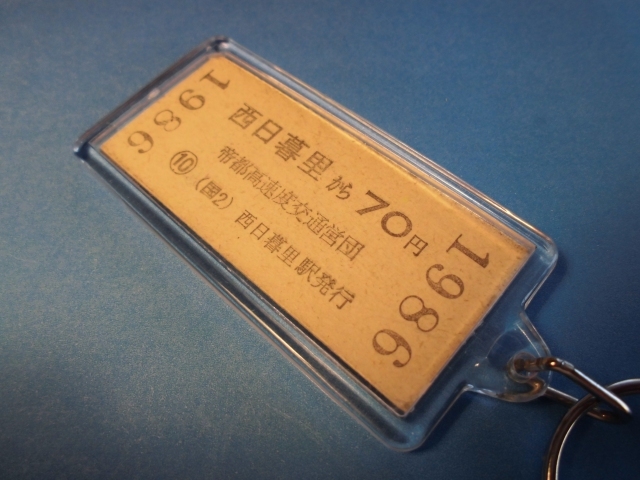 1986
西日暮里から70円
帝都高速度交通営団
⑩ (国2) 西日暮里駅発行
1986